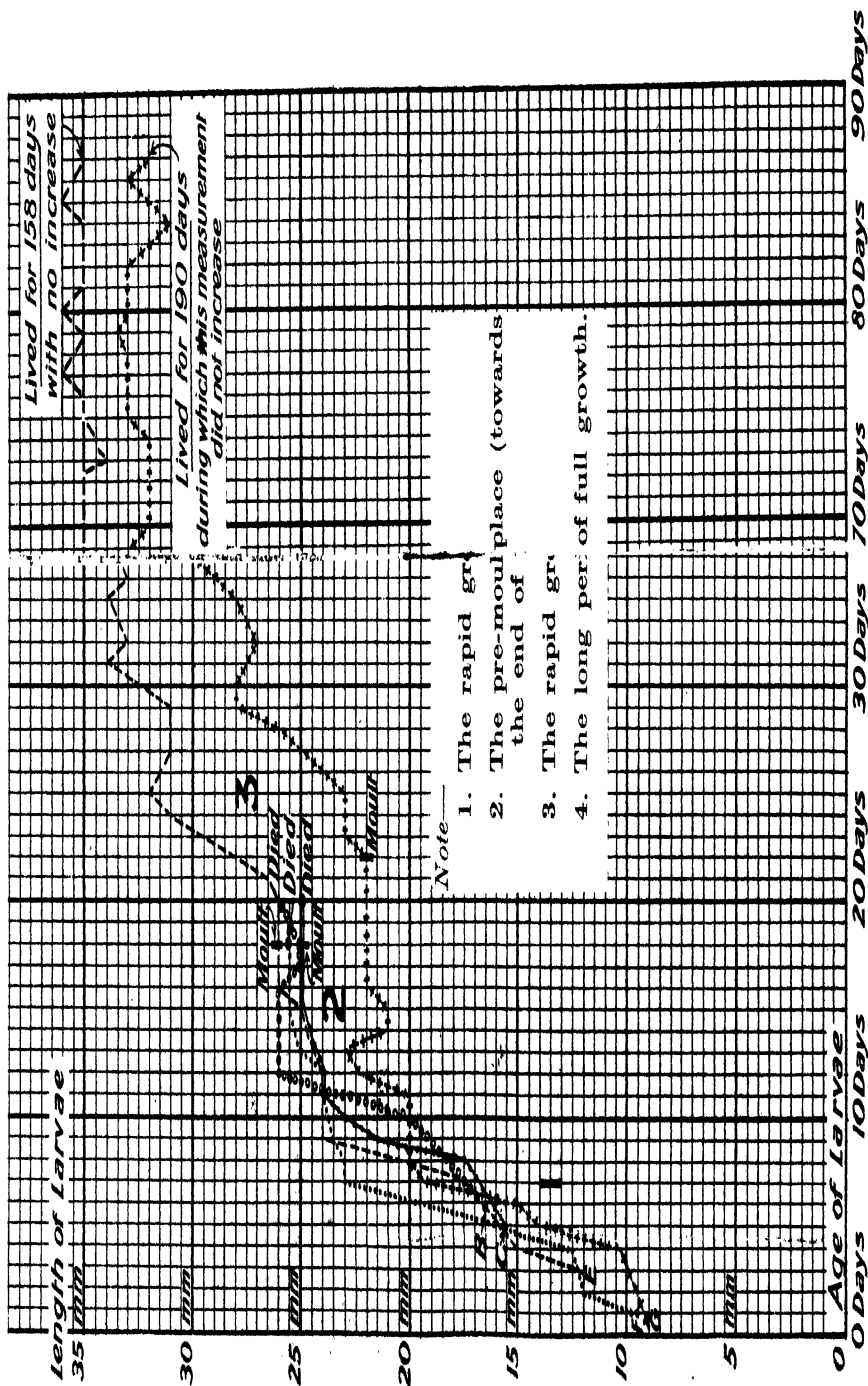 Length of Larvae
35
mm
30
mm
25
mm
20
mm
15
mm
10
mm
5
mm
0
Lived for 158 days
with no increase
Lived for 190 days
during which this measurement
did not increase
3
Moult
Died
Died
Died
Moult
2
Moult
B
C
E
F
G
1
Note—
1. The rapid gr
2. The pre-moul place (towards
the end of
3. The rapid gr
4. The long per of full growth.
Age of Larvae
0 Days
10 Days
20 Days
30 Days
70 Days
80 Days
90 Days